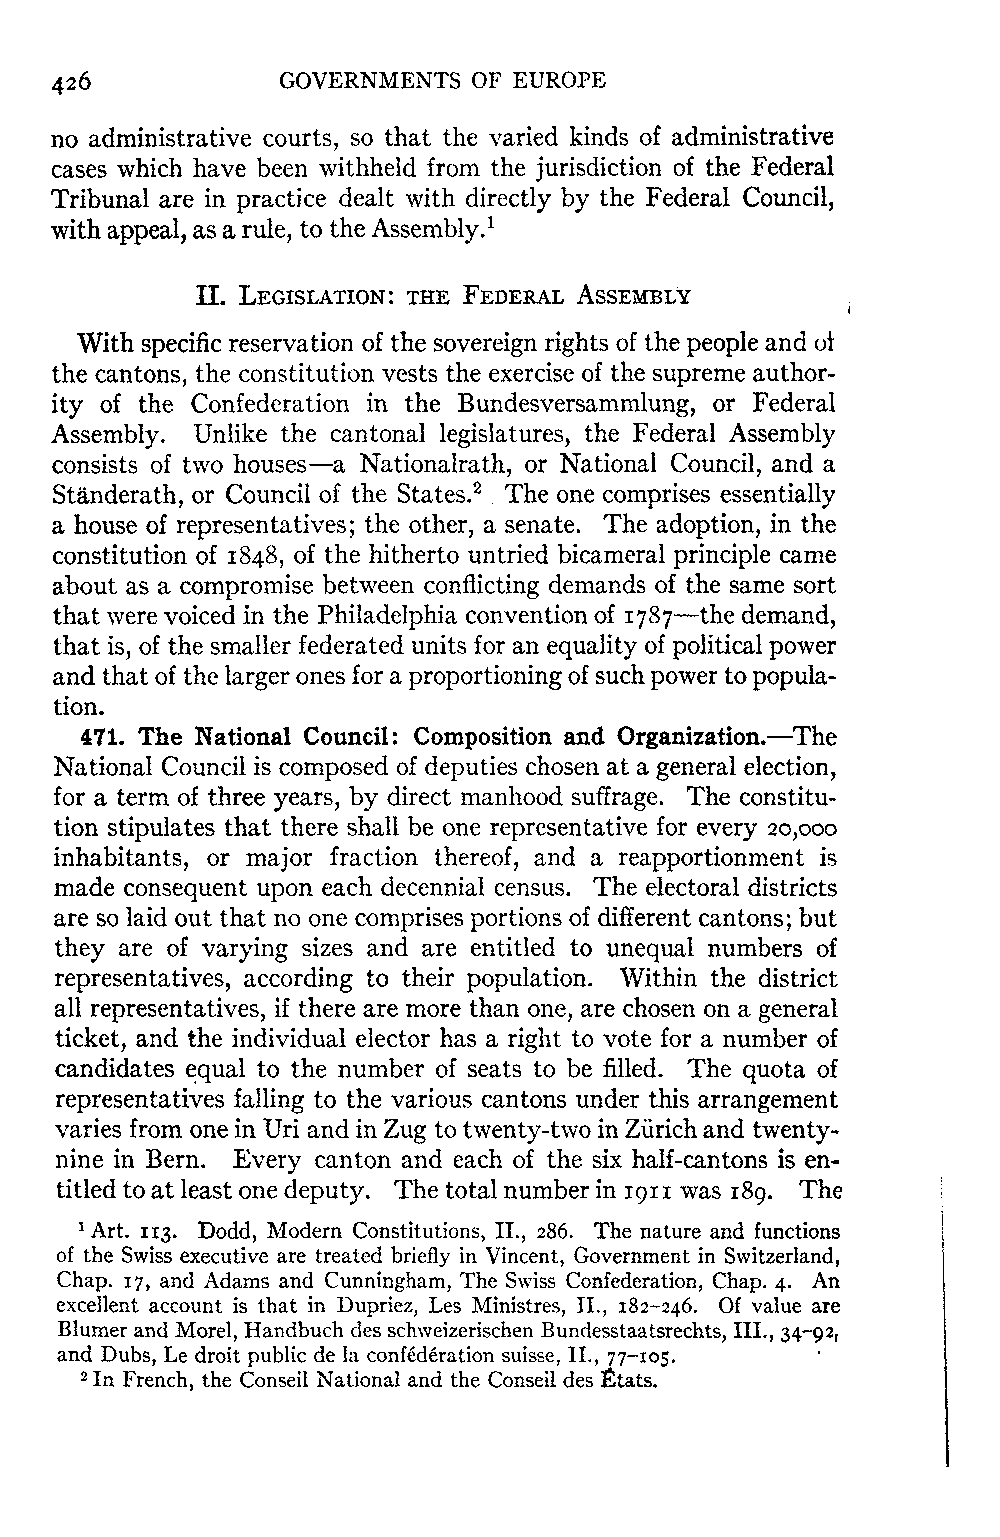 426 GOVERNMENTS OF EUROPE
no administrative courts, so that the varied kinds of administrative
cases which have been withheld from the jurisdiction of the Federal
Tribunal are in practice dealt with directly by the Federal Council,
with appeal, as a rule, to the Assembly.¹
II. LEGISLATION: THE FEDERAL ASSEMBLY
With specific reservation of the sovereign rights of the people and of
the cantons, the constitution vests the exercise of the supreme author-
ity of the Confederation in the Bundesversammlung, or Federal
Assembly. Unlike the cantonal legislatures, the Federal Assembly
consists of two houses—a Nationalrath, or National Council, and a
Ständerath, or Council of the States.² The one comprises essentially
a house of representatives; the other, a senate. The adoption, in the
constitution of 1848, of the hitherto untried bicameral principle came
about as a compromise between conflicting demands of the same sort
that were voiced in the Philadelphia convention of 1787—the demand,
that is, of the smaller federated units for an equality of political power
and that of the larger ones for a proportioning of such power to popula-
tion.
471. The National Council: Composition and Organization.—The
National Council is composed of deputies chosen at a general election,
for a term of three years, by direct manhood suffrage. The constitu-
tion stipulates that there shall be one representative for every 20,000
inhabitants, or major fraction thereof, and a reapportionment is
made consequent upon each decennial census. The electoral districts
are so laid out that no one comprises portions of different cantons; but
they are of varying sizes and are entitled to unequal numbers of
representatives, according to their population. Within the district
all representatives, if there are more than one, are chosen on a general
ticket, and the individual elector has a right to vote for a number of
candidates equal to the number of seats to be filled. The quota of
representatives falling to the various cantons under this arrangement
varies from one in Uri and in Zug to twenty-two in Zürich and twenty-
nine in Bern. Every canton and each of the six half-cantons is en-
titled to at least one deputy. The total number in 1911 was 189. The
¹ Art. 113. Dodd, Modern Constitutions, II., 286. The nature and functions
of the Swiss executive are treated briefly in Vincent, Government in Switzerland,
Chap. 17, and Adams and Cunningham, The Swiss Confederation, Chap. 4. An
excellent account is that in Dupriez, Les Ministres, II., 182–246. Of value are
Blumer and Morel, Handbuch des schweizerischen Bundesstaatsrechts, III., 34–92,
and Dubs, Le droit public de la confédération suisse, II., 77–105.
² In French, the Conseil National and the Conseil des États.